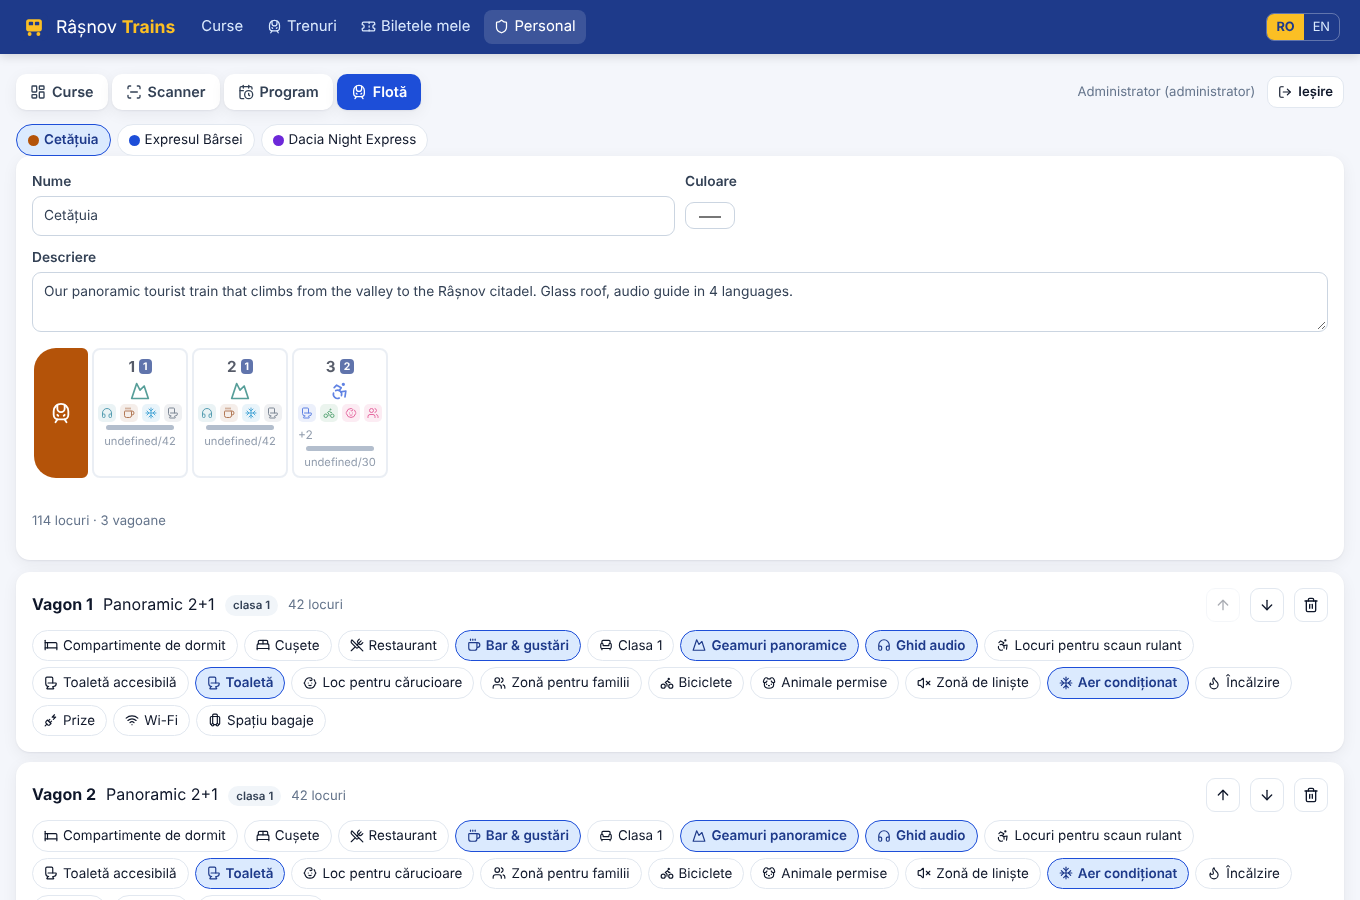 Râșnov Trains Curse Trenuri Biletele mele Personal RO EN
Curse Scanner Program Flotă Administrator (administrator) Ieșire
Cetățuia Expresul Bârsei Dacia Night Express
Nume Culoare
Cetățuia
Descriere
Our panoramic tourist train that climbs from the valley to the Râșnov citadel. Glass roof, audio guide in 4 languages.
1 1 2 1 3 2
+2
undefined/42 undefined/42
undefined/30
114 locuri · 3 vagoane
Vagon 1 Panoramic 2+1 clasa 1 42 locuri
Compartimente de dormit Cușete Restaurant Bar & gustări Clasa 1 Geamuri panoramice Ghid audio Locuri pentru scaun rulant
Toaletă accesibilă Toaletă Loc pentru cărucioare Zonă pentru familii Biciclete Animale permise Zonă de liniște Aer condiționat Încălzire
Prize Wi-Fi Spațiu bagaje
Vagon 2 Panoramic 2+1 clasa 1 42 locuri
Compartimente de dormit Cușete Restaurant Bar & gustări Clasa 1 Geamuri panoramice Ghid audio Locuri pentru scaun rulant
Toaletă accesibilă Toaletă Loc pentru cărucioare Zonă pentru familii Biciclete Animale permise Zonă de liniște Aer condiționat Încălzire